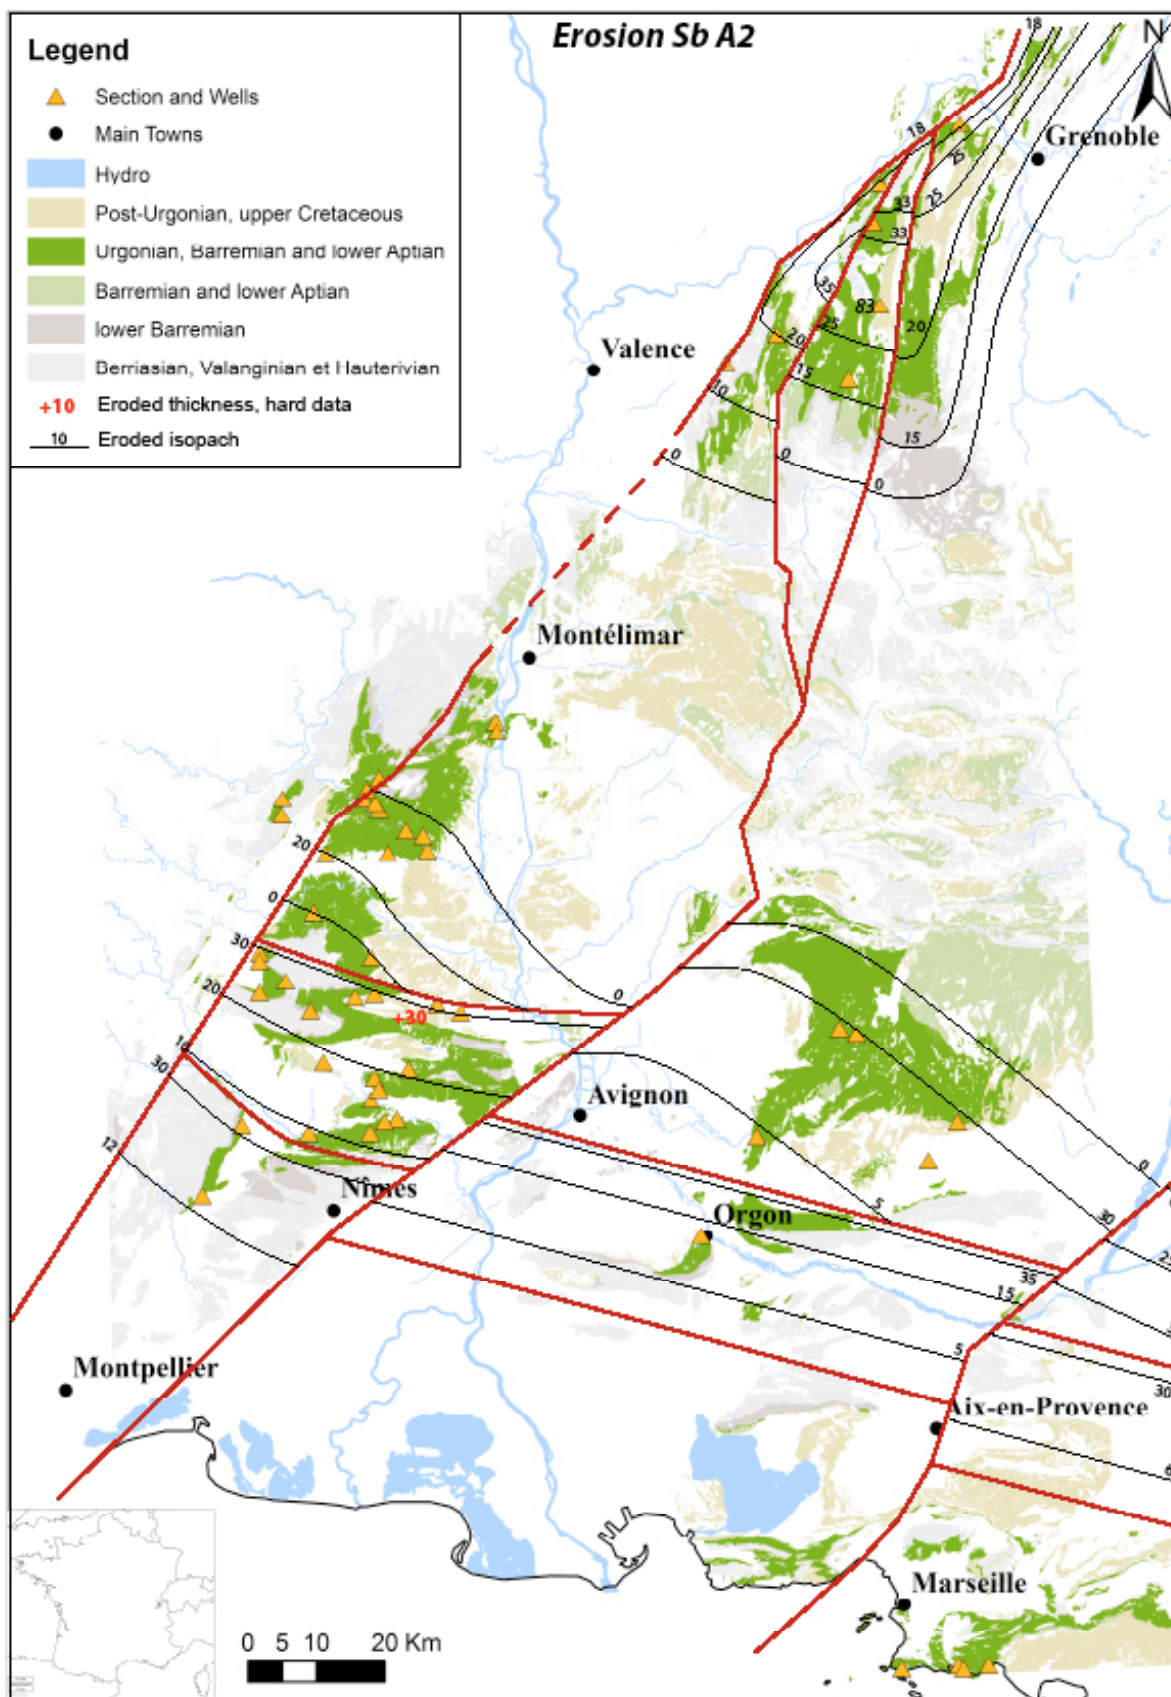 Erosion Sb A2
N
Legend
Section and Wells
Main Towns
Hydro
Post-Urgonian, upper Cretaceous
Urgonian, Barremian and lower Aptian
Barremian and lower Aptian
lower Barremian
Berriasian, Valanginian et Hauterivian
+10 Eroded thickness, hard data
10 Eroded isopach
18
18
Grenoble
25
25
33
33
35
83
25
20
20
Valence
15
10
15
0
0
0
Montélimar
20
0
30
0
20
+30
10
30
Avignon
12
0
Nîmes
5
Orgon
30
35
15
5
30
Montpellier
Aix-en-Provence
6
Marseille
0 5 10 20 Km